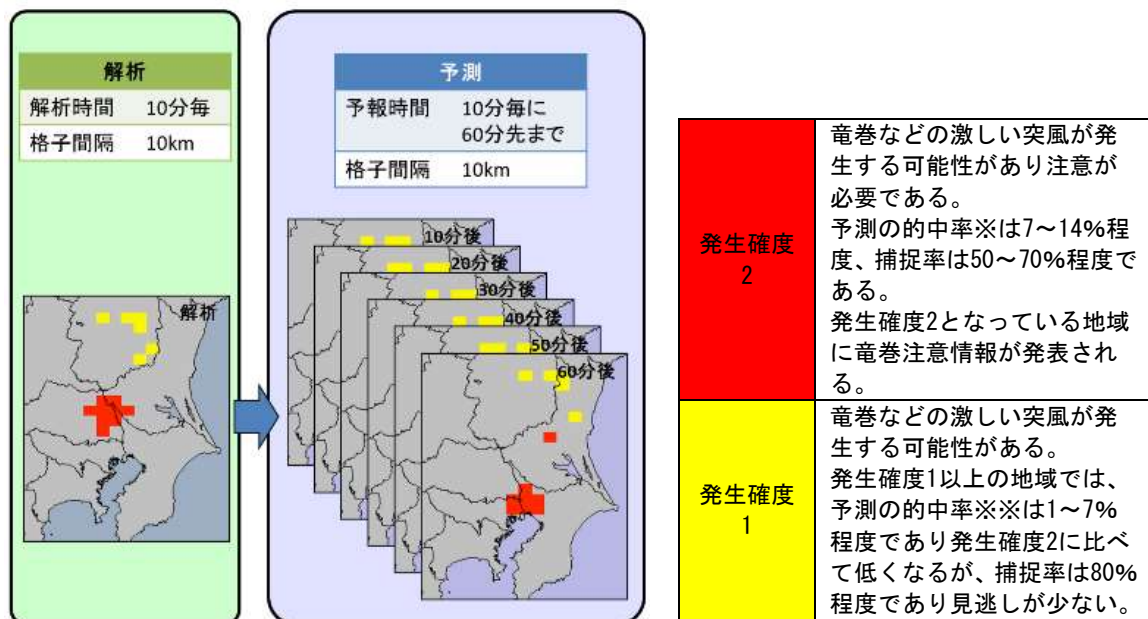 解析
解析時間 10分毎
格子間隔 10km
解析
予測
予報時間 10分毎に
60分先まで
格子間隔 10km
10分後
20分後
30分後
40分後
50分後
60分後
発生確度
2
竜巻などの激しい突風が発
生する可能性があり注意が
必要である。
予測の的中率※は7～14%程
度、捕捉率は50～70%程度で
ある。
発生確度2となっている地域
に竜巻注意情報が発表され
る。
発生確度
1
竜巻などの激しい突風が発
生する可能性がある。
発生確度1以上の地域では、
予測の的中率※※は1～7%
程度であり発生確度2に比べ
て低くなるが、捕捉率は80%
程度であり見逃しが少ない。